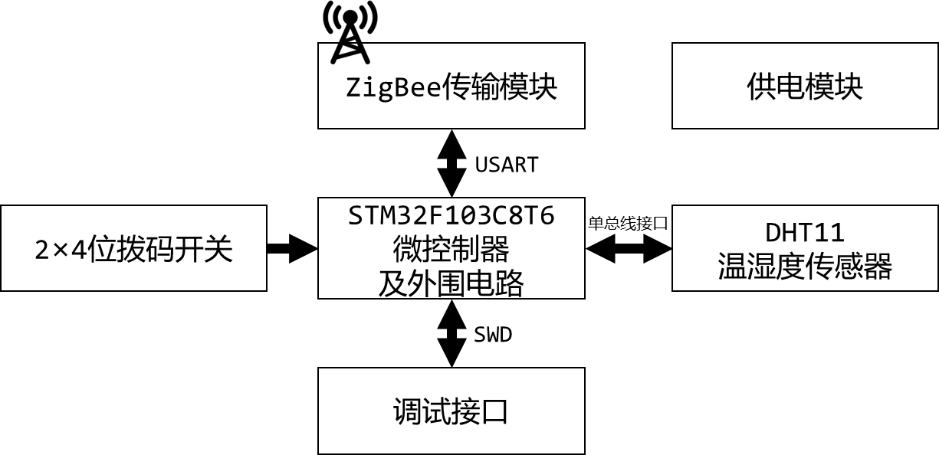 ZigBee传输模块
供电模块
USART
2×4位拨码开关
STM32F103C8T6
微控制器
及外围电路
单总线接口
DHT11
温湿度传感器
SWD
调试接口